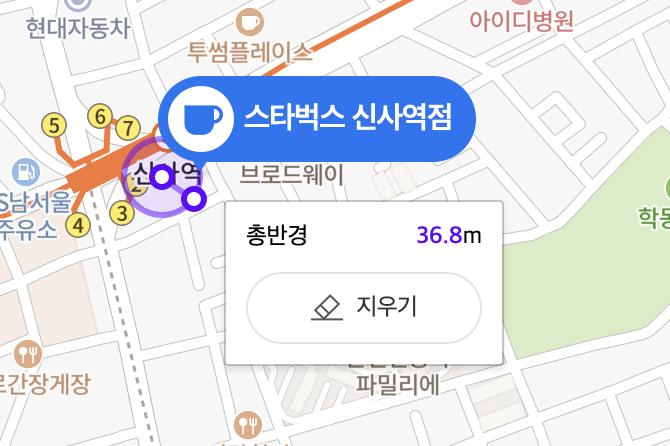 현대자동차
아이디병원
투썸플레이스
스타벅스 신사역점
5
6
7
신사역
브로드웨이
2
S남서울
주유소
3
4
학동
총반경 36.8m
지우기
간장게장
파밀리에